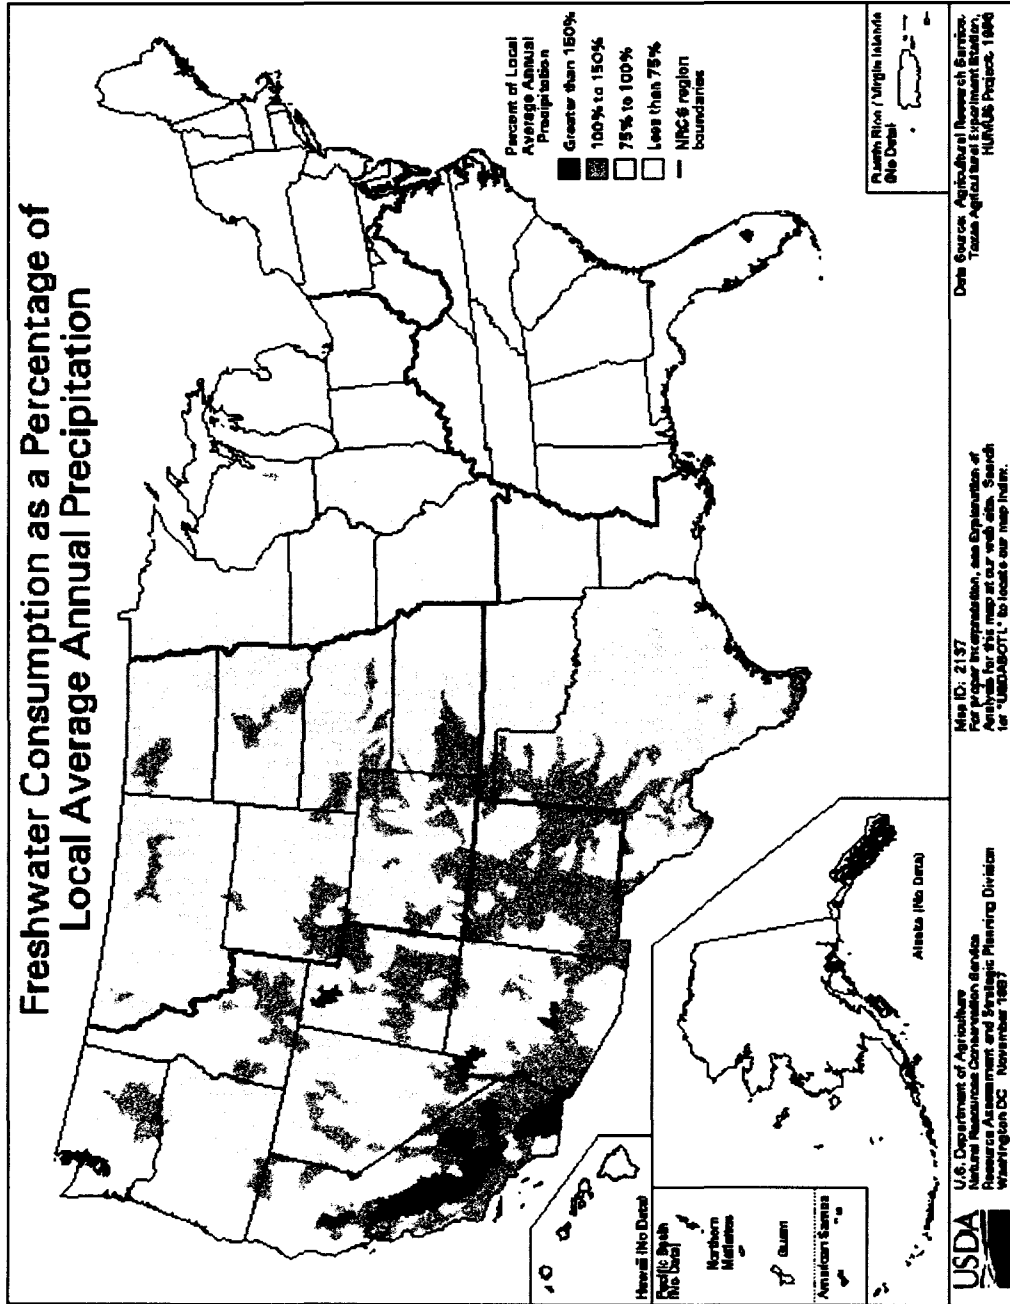 Freshwater Consumption as a Percentage of
Local Average Annual Precipitation
Percent of Local
Average Annual
Precipitation
Greater than 150%
100% to 150%
75% to 100%
Less than 75%
NRCS region
boundaries
Puerto Rico / Virgin Islands
(No Data)
Hawaii (No Data)
Pacific Basin
(No Data)
Northern
Marianas
Guam
American Samoa
Alaska (No Data)
USDA
U.S. Department of Agriculture
Natural Resources Conservation Service
Resource Assessment and Strategic Planning Division
Washington DC November 1997
Map ID: 2137
For proper interpretation, see Explanation of
Analysis for this map at our web site. Search
for "USDABOTL" to locate our map index.
Data Source: Agricultural Research Service,
Texas Agricultural Experiment Station,
HUMUS Project, 1996